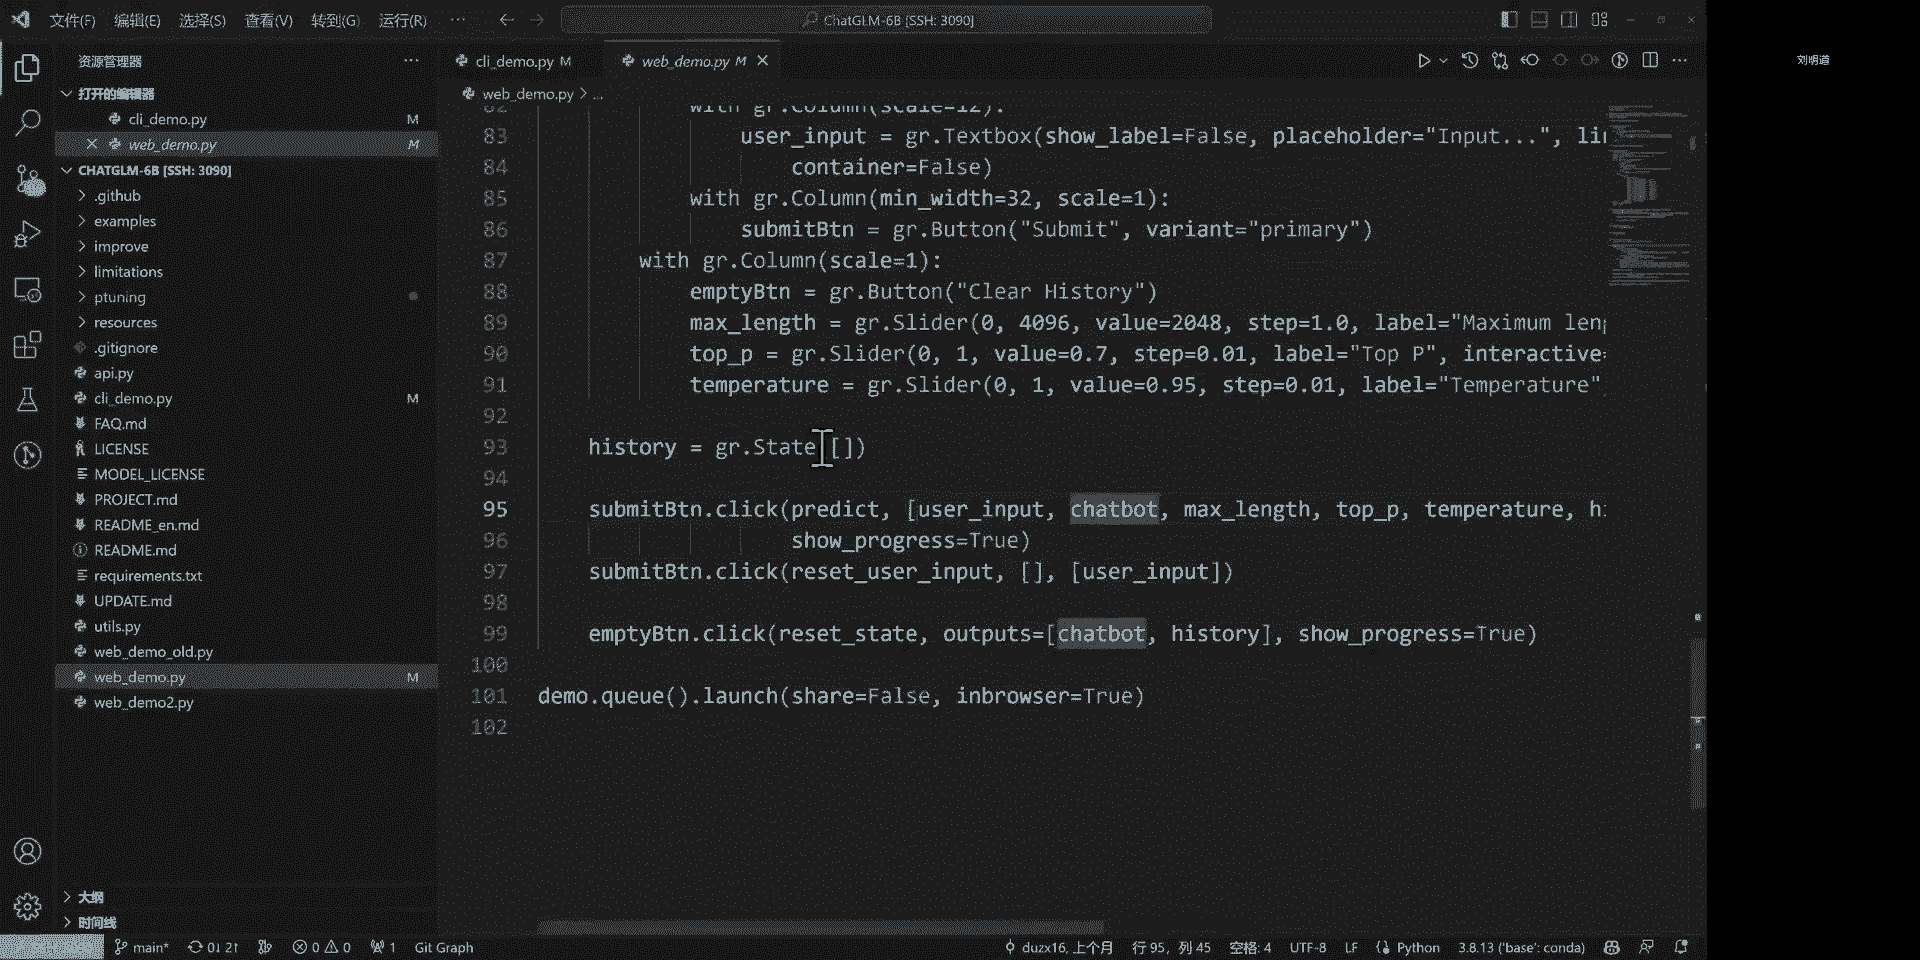 文件(F) 编辑(E) 选择(S) 查看(V) 转到(G) 运行(R) ··· ChatGLM-6B [SSH: 3090]
资源管理器 ···
cli_demo.py M web_demo.py M
刘明道
打开的编辑器
cli_demo.py M
web_demo.py M
CHATGLM-6B [SSH: 3090]
.github
examples
improve
limitations
ptuning
resources
.gitignore
api.py
cli_demo.py M
FAQ.md
LICENSE
MODEL_LICENSE
PROJECT.md
README_en.md
README.md
requirements.txt
UPDATE.md
utils.py
web_demo_old.py
web_demo.py M
web_demo2.py
大纲
时间线
web_demo.py > ...
82 with gr.Column(scale=12):
83 user_input = gr.Textbox(show_label=False, placeholder="Input...", li
84 container=False)
85 with gr.Column(min_width=32, scale=1):
86 submitBtn = gr.Button("Submit", variant="primary")
87 with gr.Column(scale=1):
88 emptyBtn = gr.Button("Clear History")
89 max_length = gr.Slider(0, 4096, value=2048, step=1.0, label="Maximum len
90 top_p = gr.Slider(0, 1, value=0.7, step=0.01, label="Top P", interactive
91 temperature = gr.Slider(0, 1, value=0.95, step=0.01, label="Temperature"
92
93 history = gr.State([])
94
95 submitBtn.click(predict, [user_input, chatbot, max_length, top_p, temperature, h
96 show_progress=True)
97 submitBtn.click(reset_user_input, [], [user_input])
98
99 emptyBtn.click(reset_state, outputs=[chatbot, history], show_progress=True)
100
101 demo.queue().launch(share=False, inbrowser=True)
102
main* 0↓ 2↑ 0 0 1 Git Graph duzx16, 上个月 行 95，列 45 空格: 4 UTF-8 LF Python 3.8.13 ('base': conda)